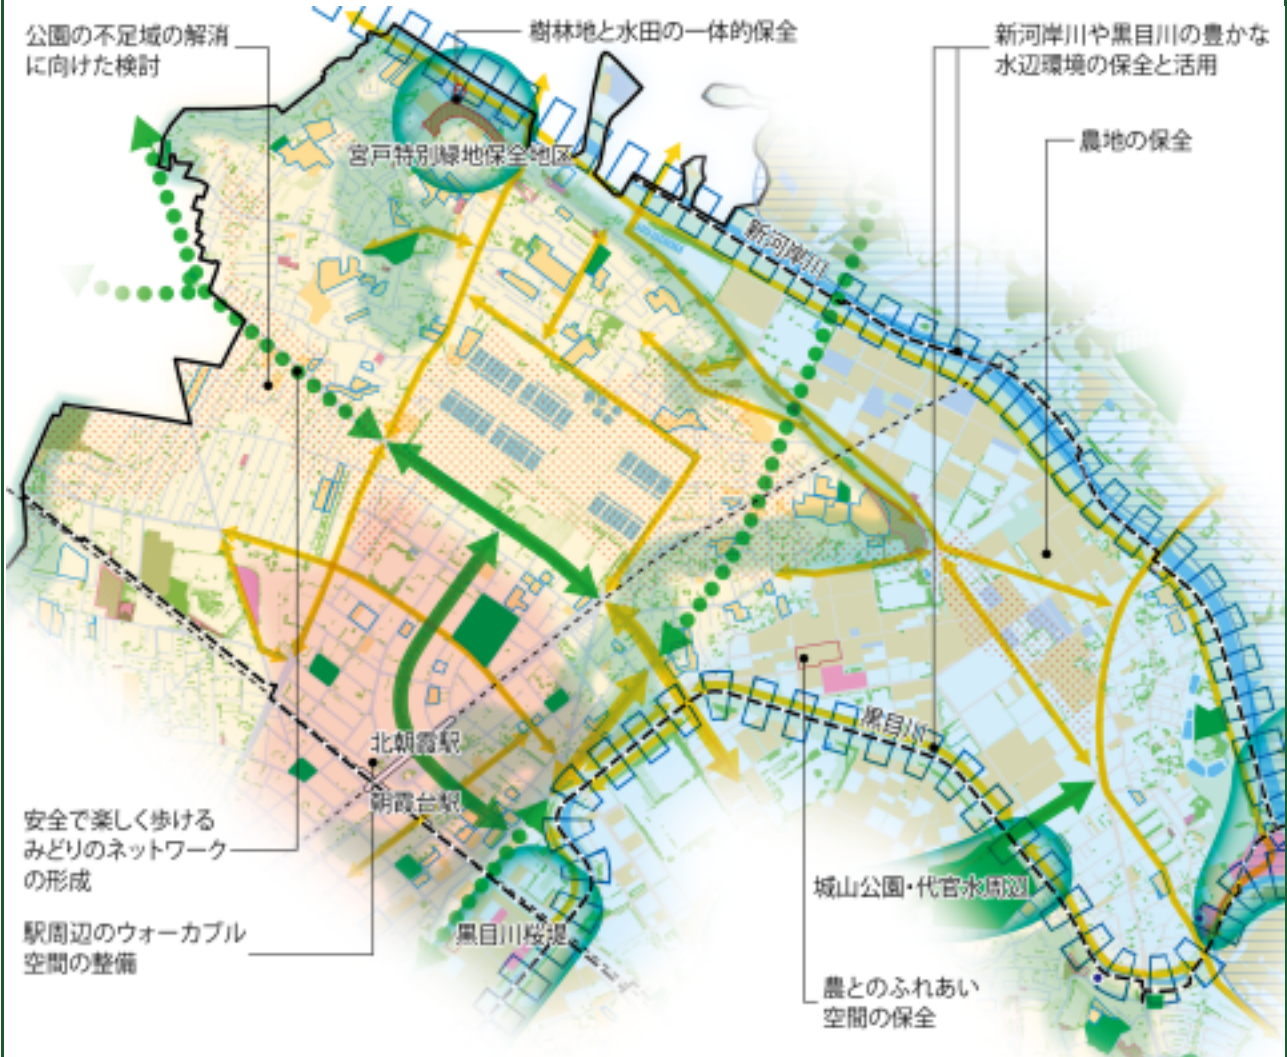 公園の不足域の解消
に向けた検討
樹林地と水田の一体的保全
新河岸川や黒目川の豊かな
水辺環境の保全と活用
農地の保全
宮戸特別緑地保全地区
新河岸川
黒目川
北朝霞駅
朝霞台駅
安全で楽しく歩ける
みどりのネットワーク
の形成
駅周辺のウォーカブル
空間の整備
黒目川桜堤
城山公園・代官水周辺
農とのふれあい
空間の保全